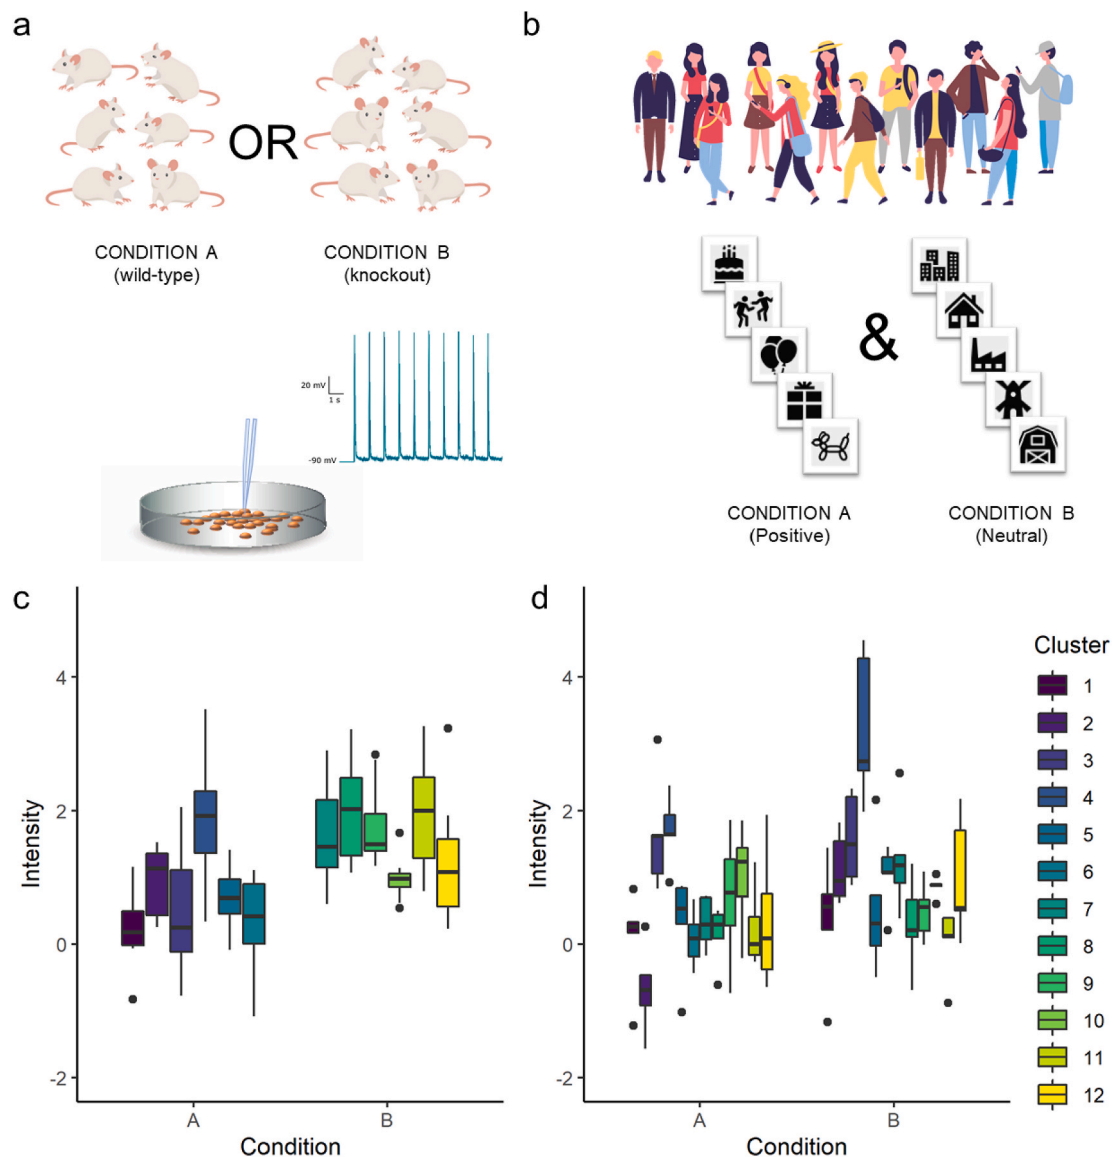 a
OR
CONDITION A
(wild-type)
CONDITION B
(knockout)
20 mV
1 s
-90 mV
b
&
CONDITION A
(Positive)
CONDITION B
(Neutral)
c
Intensity
4
2
0
-2
A
B
Condition
d
Intensity
4
2
0
-2
A
B
Condition
Cluster
1
2
3
4
5
6
7
8
9
10
11
12